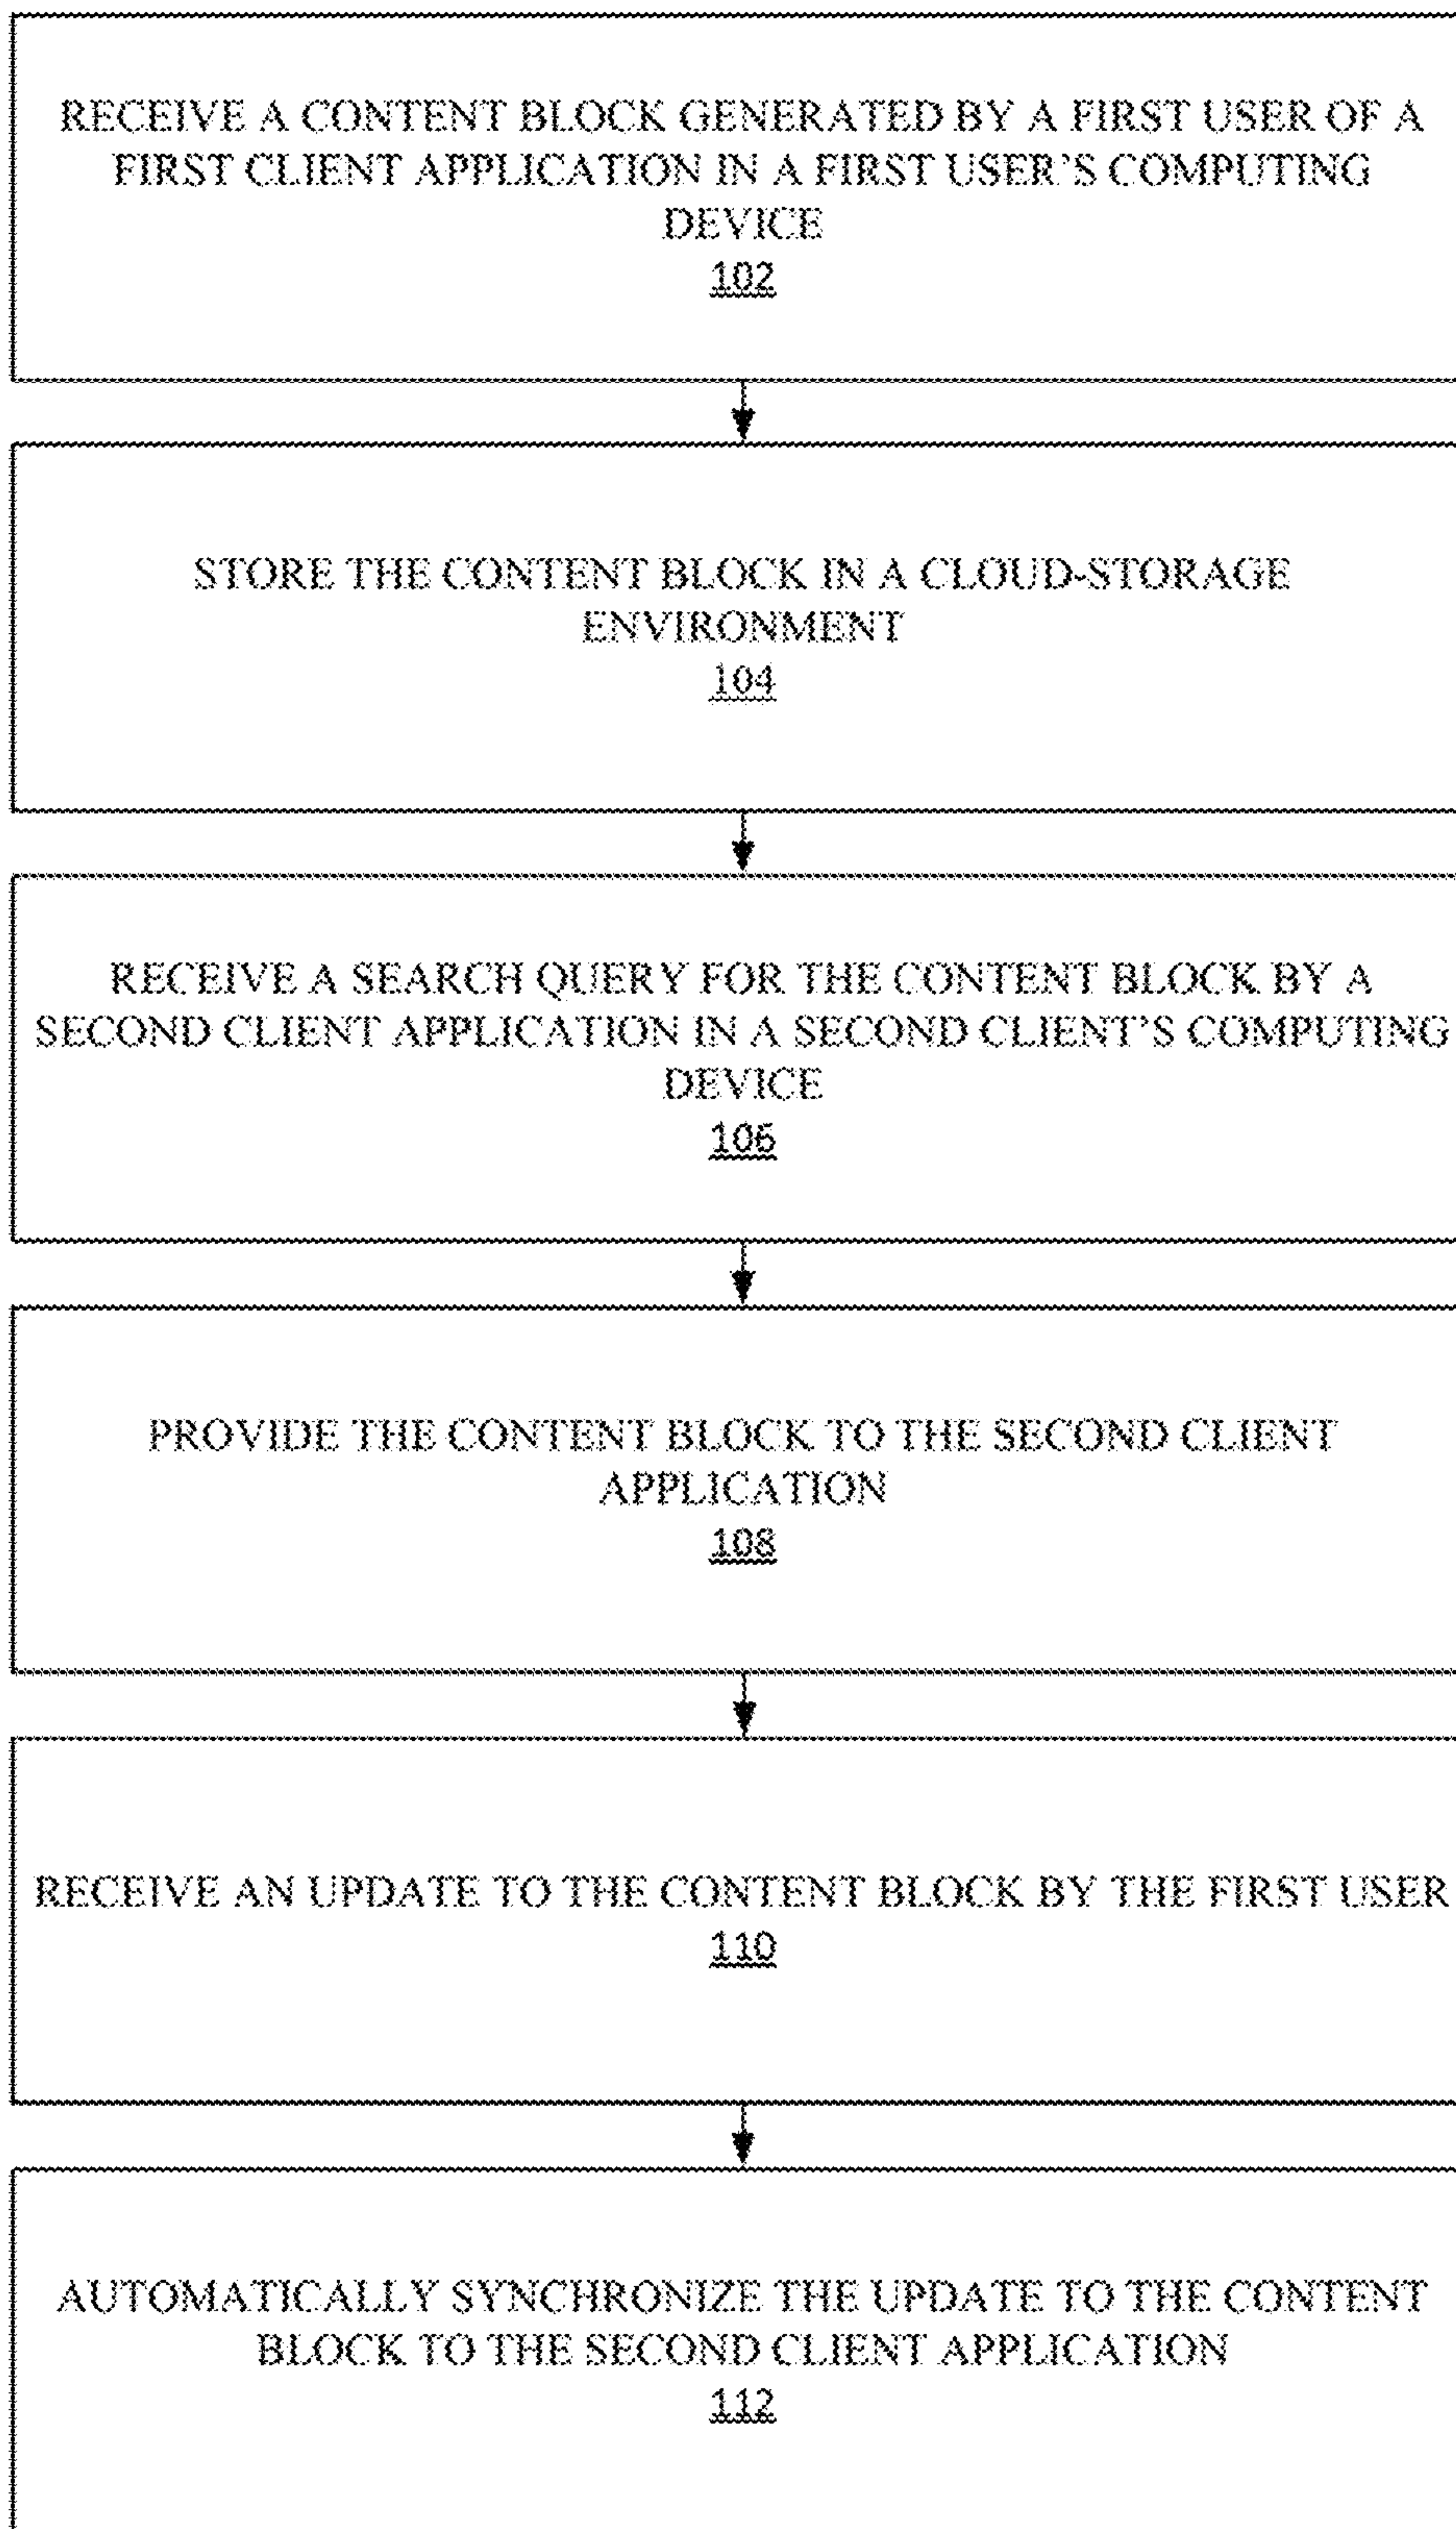 RECEIVE A CONTENT BLOCK GENERATED BY A FIRST USER OF A
FIRST CLIENT APPLICATION IN A FIRST USER'S COMPUTING
DEVICE
102
STORE THE CONTENT BLOCK IN A CLOUD-STORAGE
ENVIRONMENT
104
RECEIVE A SEARCH QUERY FOR THE CONTENT BLOCK BY A
SECOND CLIENT APPLICATION IN A SECOND CLIENT'S COMPUTING
DEVICE
106
PROVIDE THE CONTENT BLOCK TO THE SECOND CLIENT
APPLICATION
108
RECEIVE AN UPDATE TO THE CONTENT BLOCK BY THE FIRST USER
110
AUTOMATICALLY SYNCHRONIZE THE UPDATE TO THE CONTENT
BLOCK TO THE SECOND CLIENT APPLICATION
112